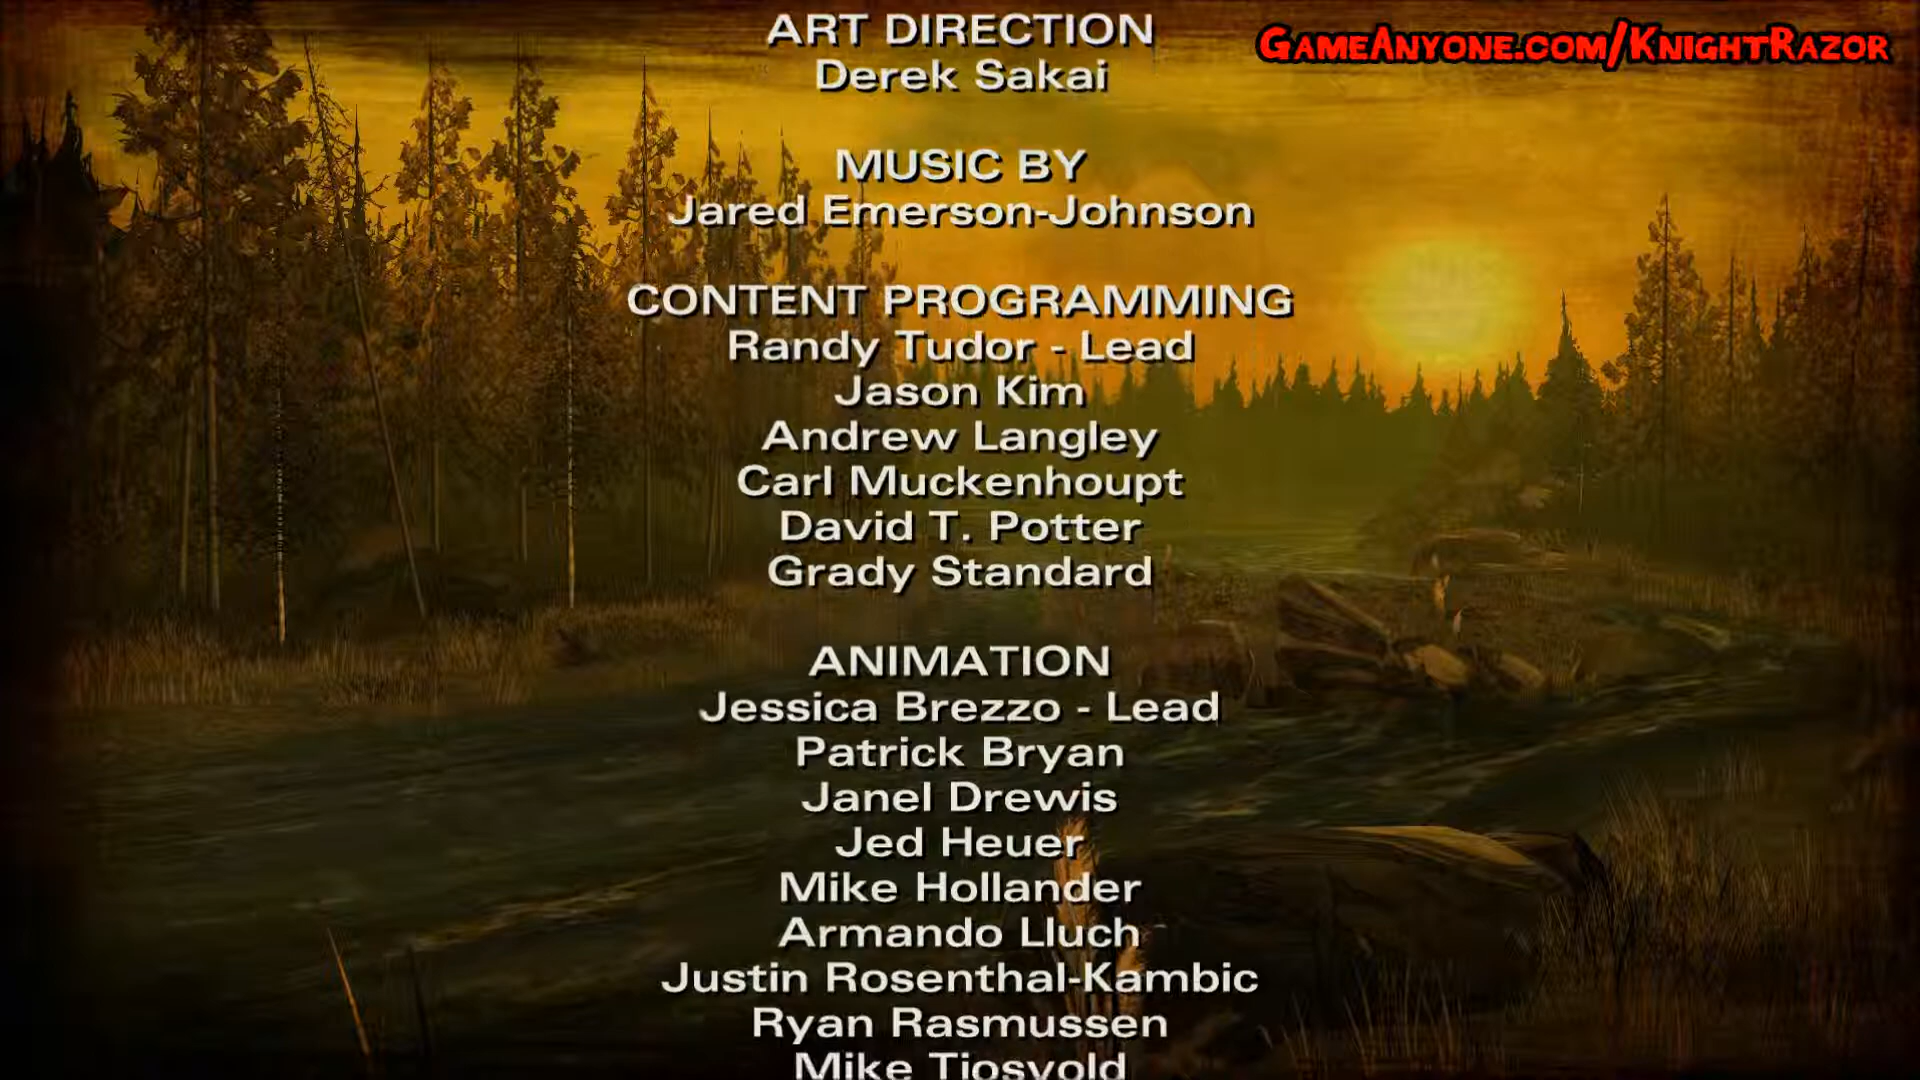 ART DIRECTION
GameAnyone.com/KnightRazor
Derek Sakai
MUSIC BY
Jared Emerson-Johnson
CONTENT PROGRAMMING
Randy Tudor - Lead
Jason Kim
Andrew Langley
Carl Muckenhoupt
David T. Potter
Grady Standard
ANIMATION
Jessica Brezzo - Lead
Patrick Bryan
Janel Drewis
Jed Heuer
Mike Hollander
Armando Lluch
Justin Rosenthal-Kambic
Ryan Rasmussen
Mike Tjosvold